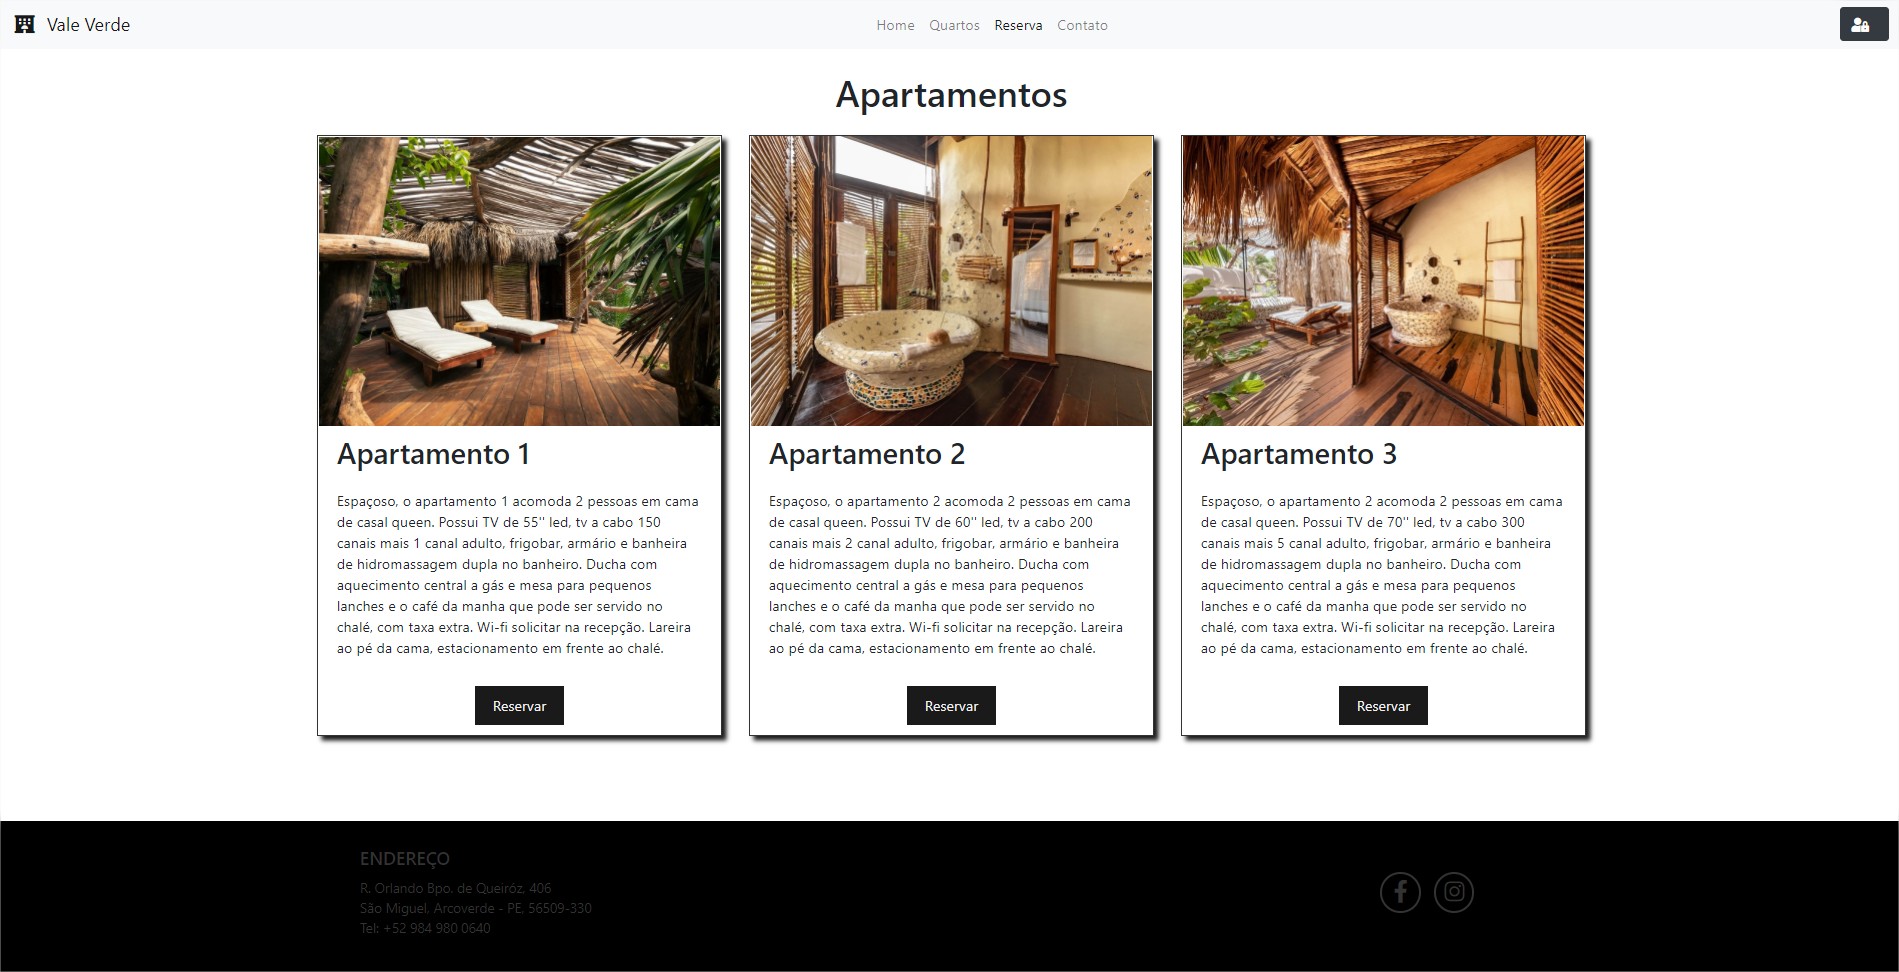 Vale Verde
Home Quartos Reserva Contato
Apartamentos
Apartamento 1
Espaçoso, o apartamento 1 acomoda 2 pessoas em cama
de casal queen. Possui TV de 55'' led, tv a cabo 150
canais mais 1 canal adulto, frigobar, armário e banheira
de hidromassagem dupla no banheiro. Ducha com
aquecimento central a gás e mesa para pequenos
lanches e o café da manha que pode ser servido no
chalé, com taxa extra. Wi-fi solicitar na recepção. Lareira
ao pé da cama, estacionamento em frente ao chalé.
Reservar
Apartamento 2
Espaçoso, o apartamento 2 acomoda 2 pessoas em cama
de casal queen. Possui TV de 60'' led, tv a cabo 200
canais mais 2 canal adulto, frigobar, armário e banheira
de hidromassagem dupla no banheiro. Ducha com
aquecimento central a gás e mesa para pequenos
lanches e o café da manha que pode ser servido no
chalé, com taxa extra. Wi-fi solicitar na recepção. Lareira
ao pé da cama, estacionamento em frente ao chalé.
Reservar
Apartamento 3
Espaçoso, o apartamento 3 acomoda 2 pessoas em cama
de casal queen. Possui TV de 70'' led, tv a cabo 300
canais mais 5 canal adulto, frigobar, armário e banheira
de hidromassagem dupla no banheiro. Ducha com
aquecimento central a gás e mesa para pequenos
lanches e o café da manha que pode ser servido no
chalé, com taxa extra. Wi-fi solicitar na recepção. Lareira
ao pé da cama, estacionamento em frente ao chalé.
Reservar
ENDEREÇO
R. Orlando Bpo. de Queiróz, 406
São Miguel, Arcoverde - PE, 56509-330
Tel: +52 984 980 0640